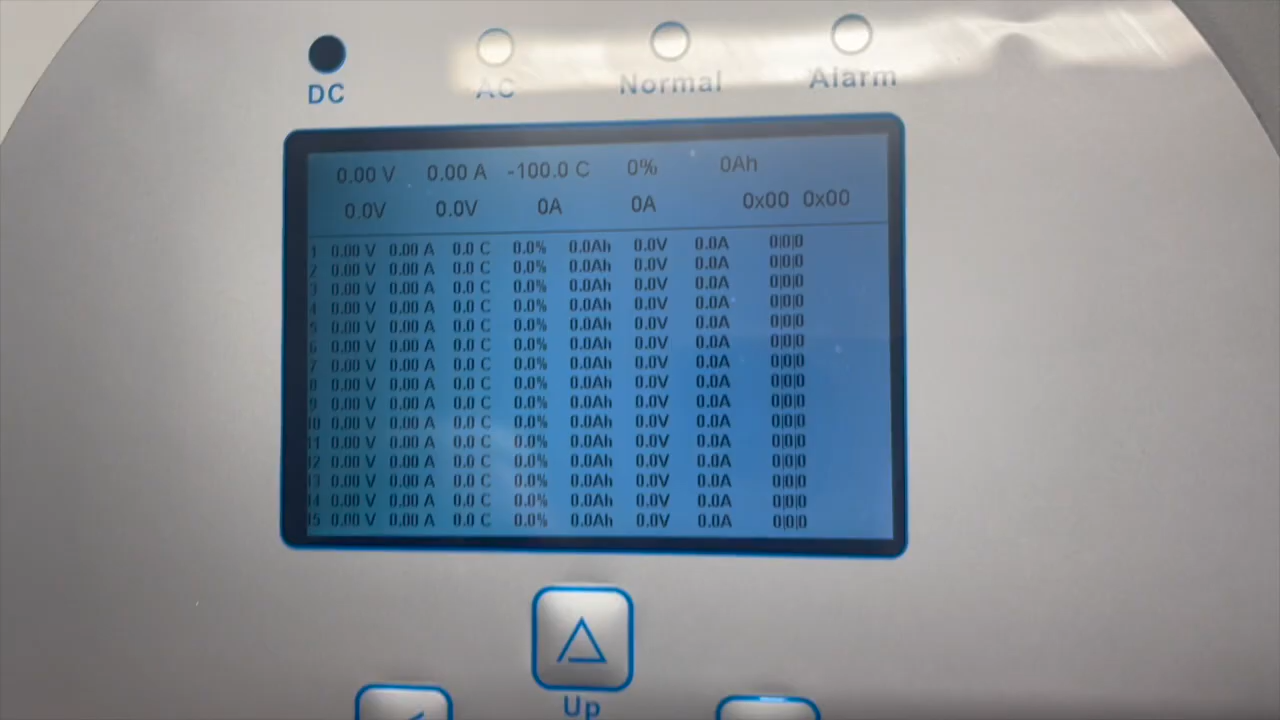 DC AC Normal Alarm
0.00 V 0.00 A -100.0 C 0% 0Ah
0.0V 0.0V 0A 0A 0x00 0x00
1 0.00 V 0.00 A 0.0 C 0.0% 0.0Ah 0.0V 0.0A 0|0|0
2 0.00 V 0.00 A 0.0 C 0.0% 0.0Ah 0.0V 0.0A 0|0|0
3 0.00 V 0.00 A 0.0 C 0.0% 0.0Ah 0.0V 0.0A 0|0|0
4 0.00 V 0.00 A 0.0 C 0.0% 0.0Ah 0.0V 0.0A 0|0|0
5 0.00 V 0.00 A 0.0 C 0.0% 0.0Ah 0.0V 0.0A 0|0|0
6 0.00 V 0.00 A 0.0 C 0.0% 0.0Ah 0.0V 0.0A 0|0|0
7 0.00 V 0.00 A 0.0 C 0.0% 0.0Ah 0.0V 0.0A 0|0|0
8 0.00 V 0.00 A 0.0 C 0.0% 0.0Ah 0.0V 0.0A 0|0|0
9 0.00 V 0.00 A 0.0 C 0.0% 0.0Ah 0.0V 0.0A 0|0|0
10 0.00 V 0.00 A 0.0 C 0.0% 0.0Ah 0.0V 0.0A 0|0|0
11 0.00 V 0.00 A 0.0 C 0.0% 0.0Ah 0.0V 0.0A 0|0|0
12 0.00 V 0.00 A 0.0 C 0.0% 0.0Ah 0.0V 0.0A 0|0|0
13 0.00 V 0.00 A 0.0 C 0.0% 0.0Ah 0.0V 0.0A 0|0|0
14 0.00 V 0.00 A 0.0 C 0.0% 0.0Ah 0.0V 0.0A 0|0|0
15 0.00 V 0.00 A 0.0 C 0.0% 0.0Ah 0.0V 0.0A 0|0|0
Up